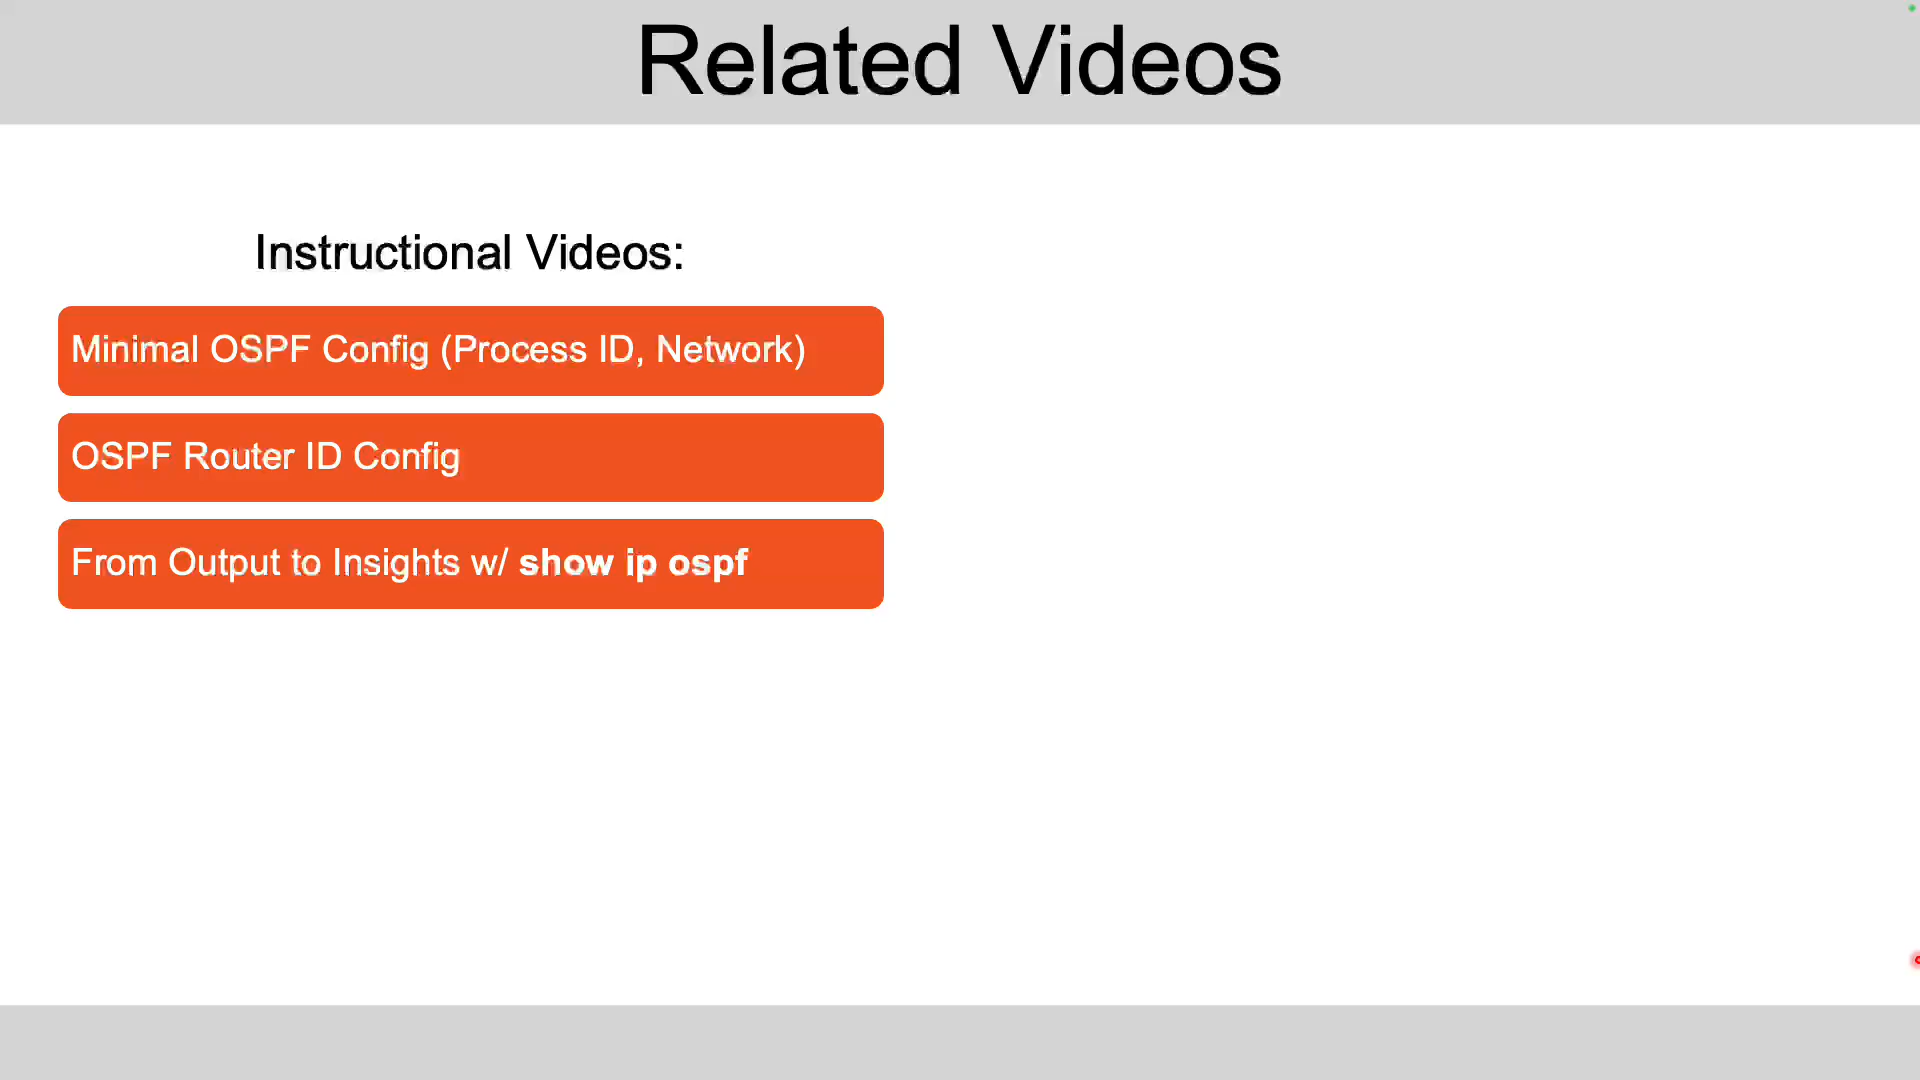 Related Videos
Instructional Videos:
Minimal OSPF Config (Process ID, Network)
OSPF Router ID Config
From Output to Insights w/ show ip ospf